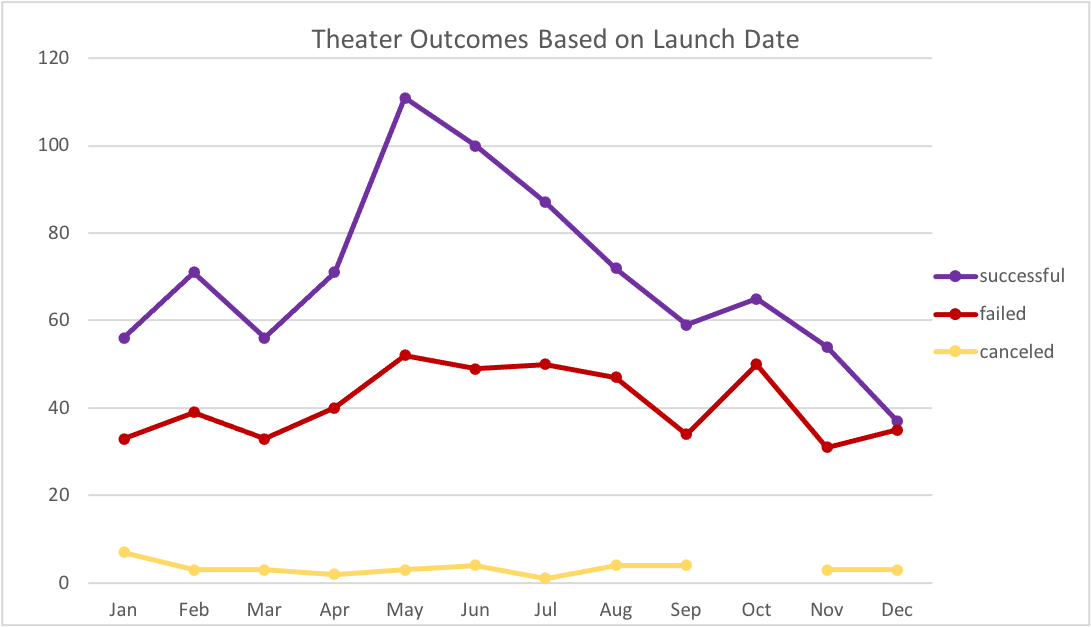 Theater Outcomes Based on Launch Date
120
100
80
60
40
20
0
Jan Feb Mar Apr May Jun Jul Aug Sep Oct Nov Dec
successful
failed
canceled